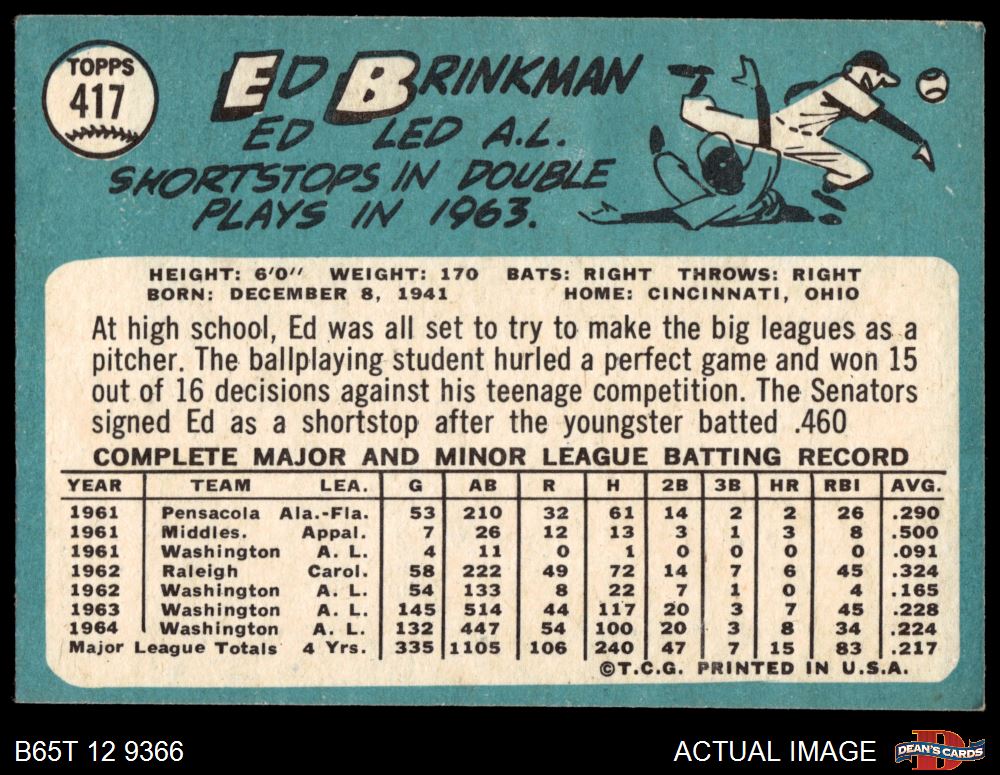 TOPPS
417
ED BRINKMAN
ED LED A.L.
SHORTSTOPS IN DOUBLE
PLAYS IN 1963.
HEIGHT: 6'0" WEIGHT: 170 BATS: RIGHT THROWS: RIGHT
BORN: DECEMBER 8, 1941 HOME: CINCINNATI, OHIO
At high school, Ed was all set to try to make the big leagues as a
pitcher. The ballplaying student hurled a perfect game and won 15
out of 16 decisions against his teenage competition. The Senators
signed Ed as a shortstop after the youngster batted .460
COMPLETE MAJOR AND MINOR LEAGUE BATTING RECORD
YEAR TEAM LEA. G AB R H 2B 3B HR RBI AVG.
1961 Pensacola Ala.-Fla. 53 210 32 61 14 2 2 26 .290
1961 Middles. Appal. 7 26 12 13 3 1 3 8 .500
1961 Washington A. L. 4 11 0 1 0 0 0 0 .091
1962 Raleigh Carol. 58 222 49 72 14 7 6 45 .324
1962 Washington A. L. 54 133 8 22 7 1 0 4 .165
1963 Washington A. L. 145 514 44 117 20 3 7 45 .228
1964 Washington A. L. 132 447 54 100 20 3 8 34 .224
Major League Totals 4 Yrs. 335 1105 106 240 47 7 15 83 .217
©T.C.G. PRINTED IN U.S.A.
B65T 12 9366 ACTUAL IMAGE DEAN'S CARDS